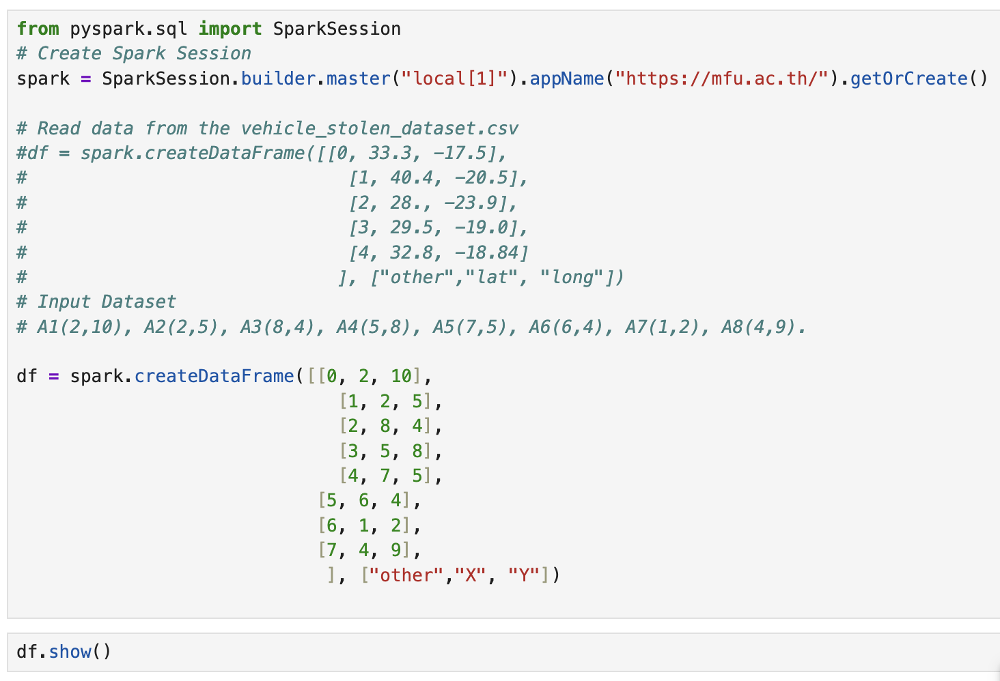 from pyspark.sql import SparkSession
# Create Spark Session
spark = SparkSession.builder.master("local[1]").appName("https://mfu.ac.th/").getOrCreate()
# Read data from the vehicle_stolen_dataset.csv
#df = spark.createDataFrame([[0, 33.3, -17.5],
#                              [1, 40.4, -20.5],
#                              [2, 28., -23.9],
#                              [3, 29.5, -19.0],
#                              [4, 32.8, -18.84]
#                             ], ["other","lat", "long"])
# Input Dataset
# A1(2,10), A2(2,5), A3(8,4), A4(5,8), A5(7,5), A6(6,4), A7(1,2), A8(4,9).
df = spark.createDataFrame([[0, 2, 10],
                              [1, 2, 5],
                              [2, 8, 4],
                              [3, 5, 8],
                              [4, 7, 5],
                            [5, 6, 4],
                            [6, 1, 2],
                            [7, 4, 9],
                             ], ["other","X", "Y"])
df.show()